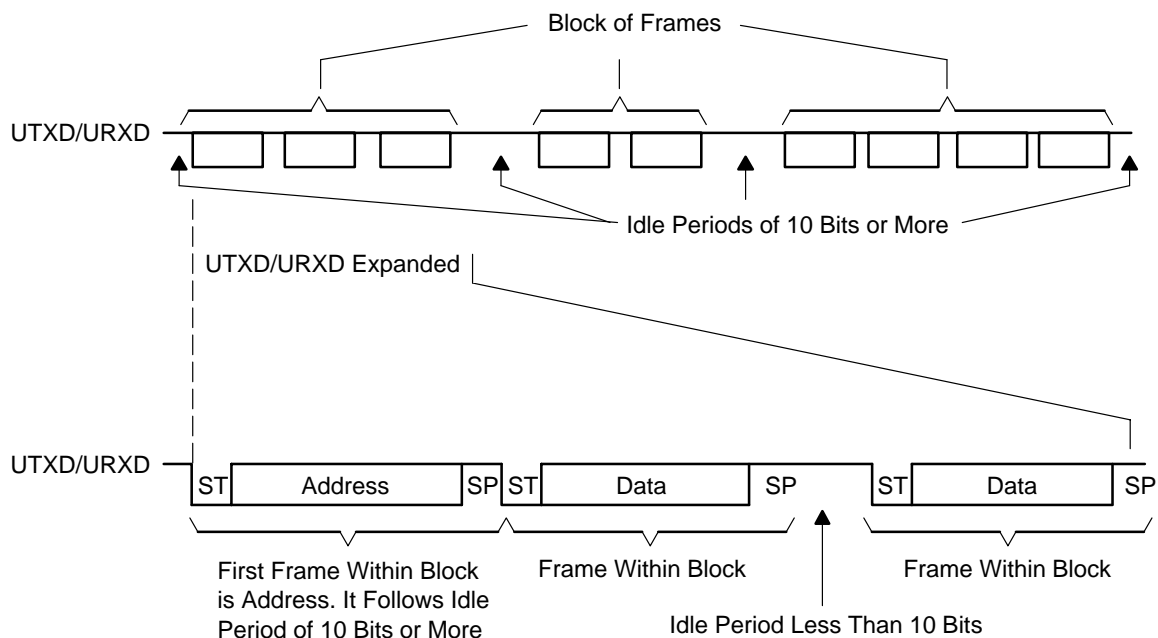 Block of Frames
UTXD/URXD
Idle Periods of 10 Bits or More
UTXD/URXD Expanded
UTXD/URXD
ST Address SP ST Data SP ST Data SP
First Frame Within Block
is Address. It Follows Idle
Period of 10 Bits or More
Frame Within Block
Frame Within Block
Idle Period Less Than 10 Bits